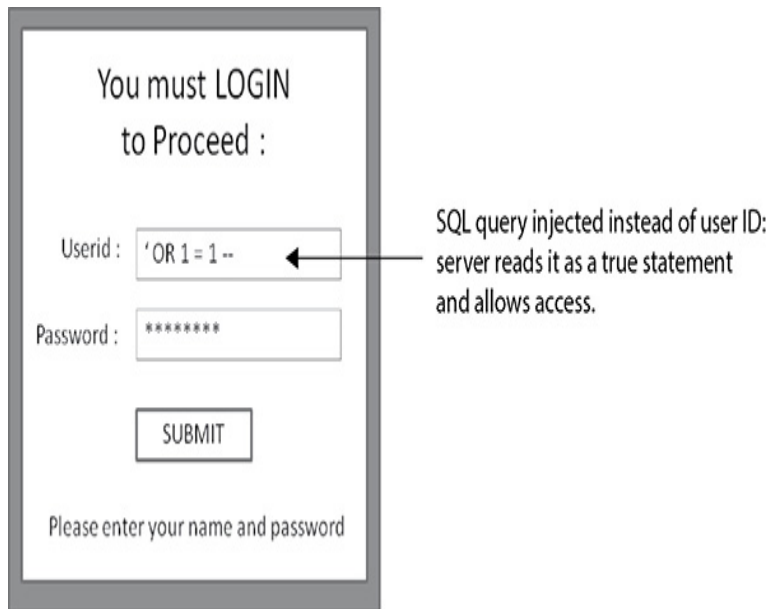 You must LOGIN
to Proceed :
Userid :
‘ OR 1 = 1 --
Password :
********
SUBMIT
Please enter your name and password
SQL query injected instead of user ID:
server reads it as a true statement
and allows access.